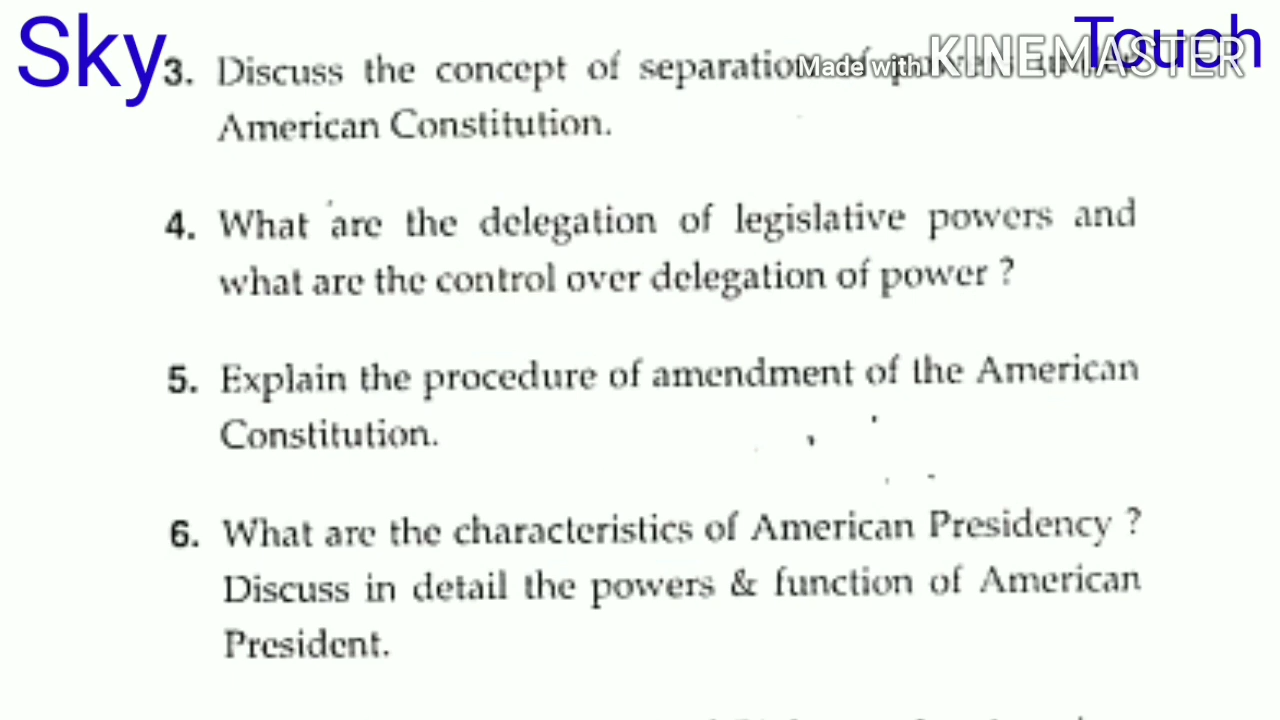 Sky
Touch
Made with KINEMASTER
3. Discuss the concept of separation
American Constitution.
4. What are the delegation of legislative powers and
what are the control over delegation of power ?
5. Explain the procedure of amendment of the American
Constitution.
6. What are the characteristics of American Presidency ?
Discuss in detail the powers & function of American
President.